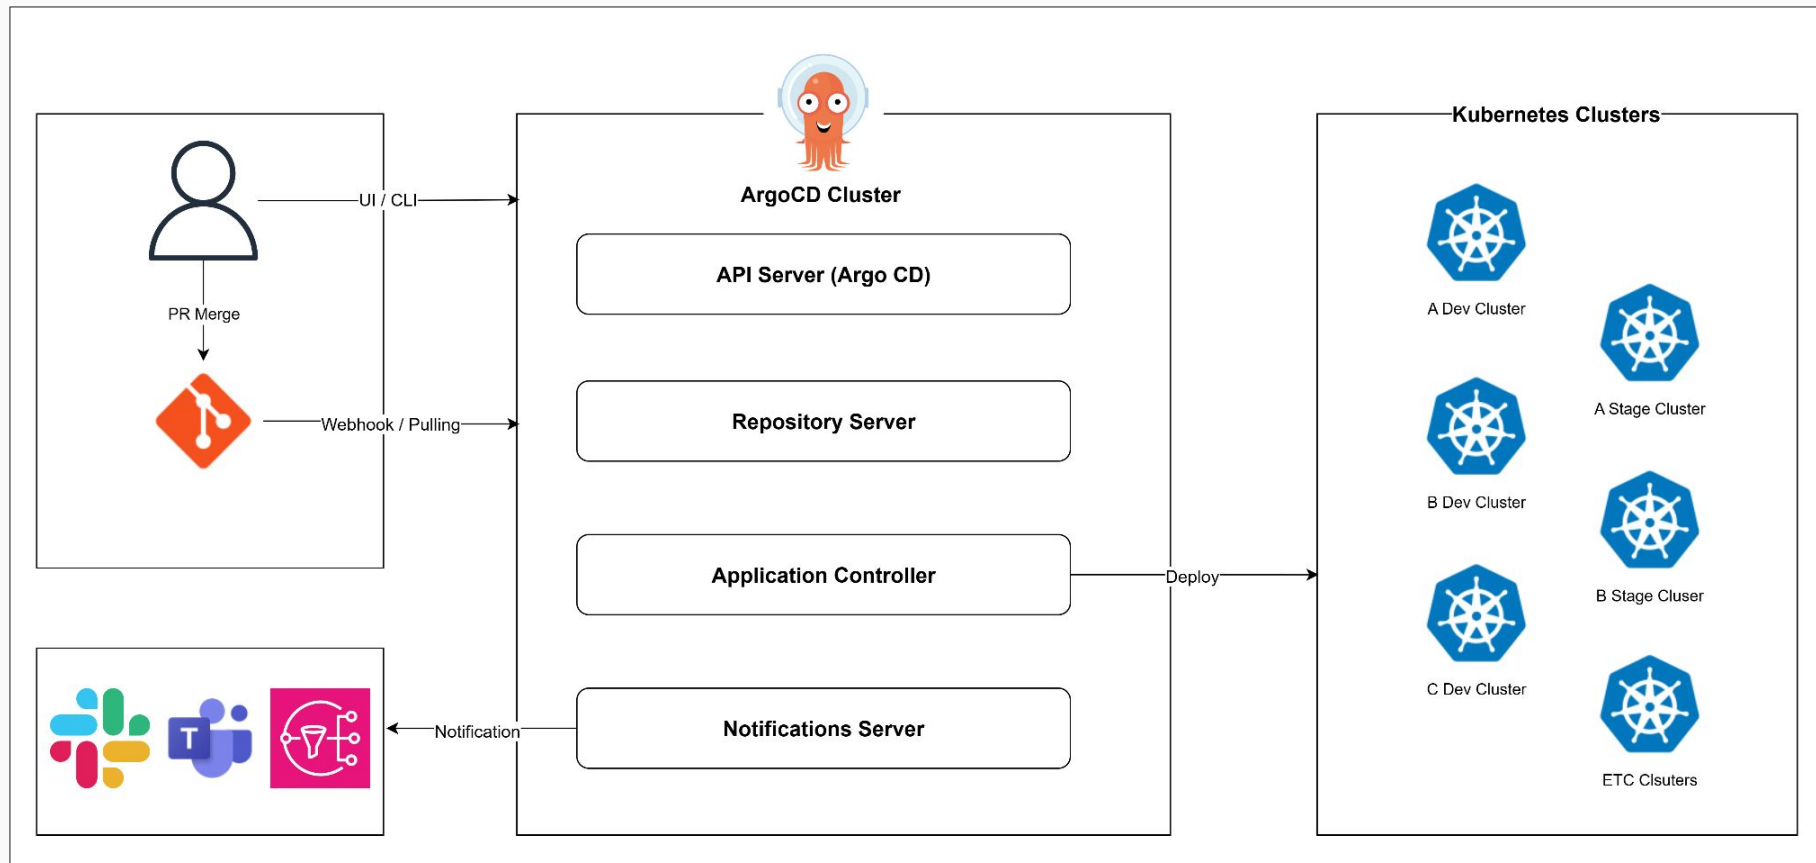 Kubernetes Clusters
ArgoCD Cluster
UI / CLI
API Server (Argo CD)
PR Merge
A Dev Cluster
A Stage Cluster
Webhook / Pulling
Repository Server
B Dev Cluster
Application Controller
Deploy
B Stage Cluser
C Dev Cluster
T
Notification
Notifications Server
ETC Clsuters